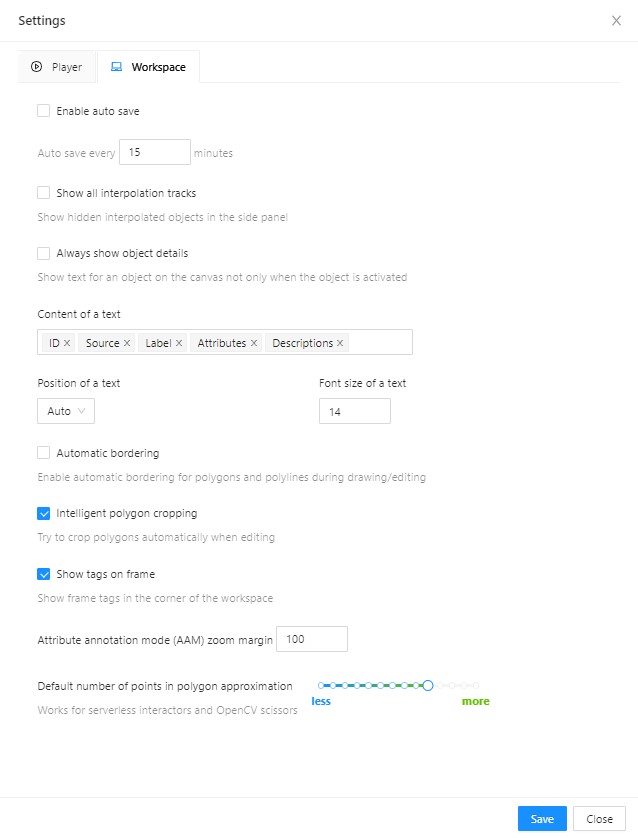 Settings
Player Workspace
Enable auto save
Auto save every 15 minutes
Show all interpolation tracks
Show hidden interpolated objects in the side panel
Always show object details
Show text for an object on the canvas not only when the object is activated
Content of a text
ID Source Label Attributes Descriptions
Position of a text Font size of a text
Auto 14
Automatic bordering
Enable automatic bordering for polygons and polylines during drawing/editing
Intelligent polygon cropping
Try to crop polygons automatically when editing
Show tags on frame
Show frame tags in the corner of the workspace
Attribute annotation mode (AAM) zoom margin 100
Default number of points in polygon approximation
less more
Works for serverless interactors and OpenCV scissors
Save Close